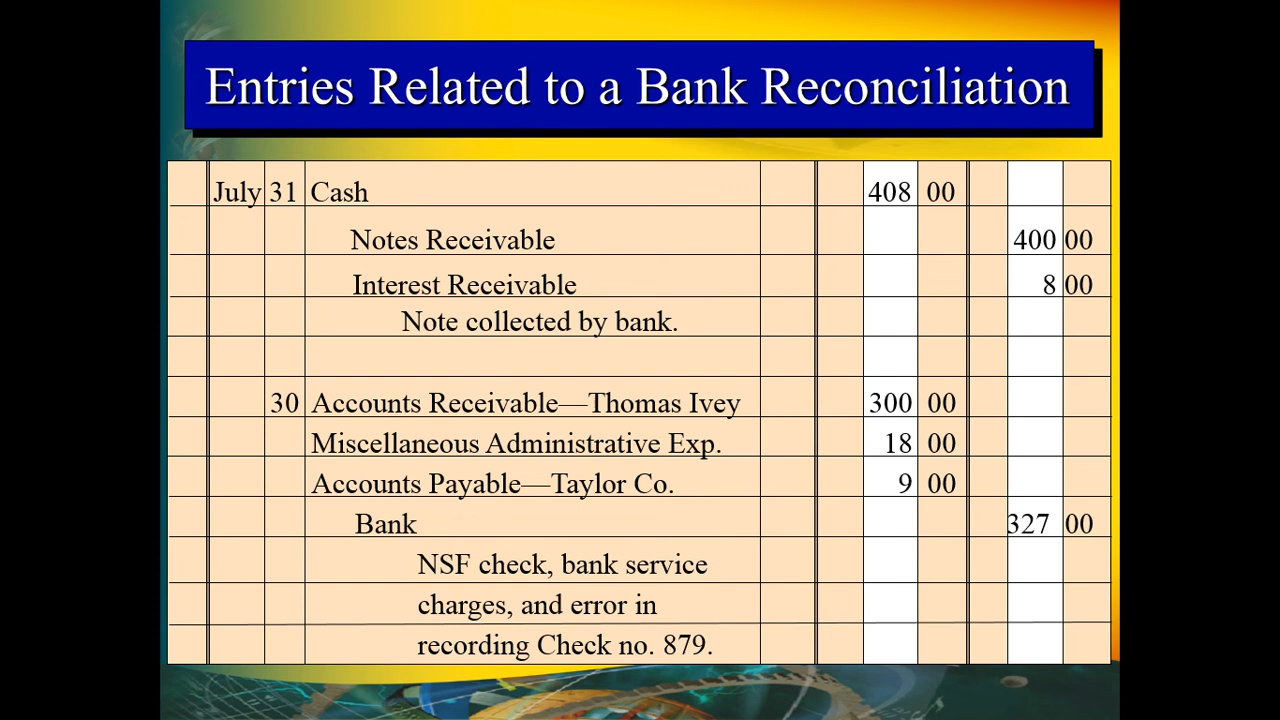 Entries Related to a Bank Reconciliation
July 31 Cash 408 00
Notes Receivable 400 00
Interest Receivable 8 00
Note collected by bank.
30 Accounts Receivable—Thomas Ivey 300 00
Miscellaneous Administrative Exp. 18 00
Accounts Payable—Taylor Co. 9 00
Bank 327 00
NSF check, bank service
charges, and error in
recording Check no. 879.